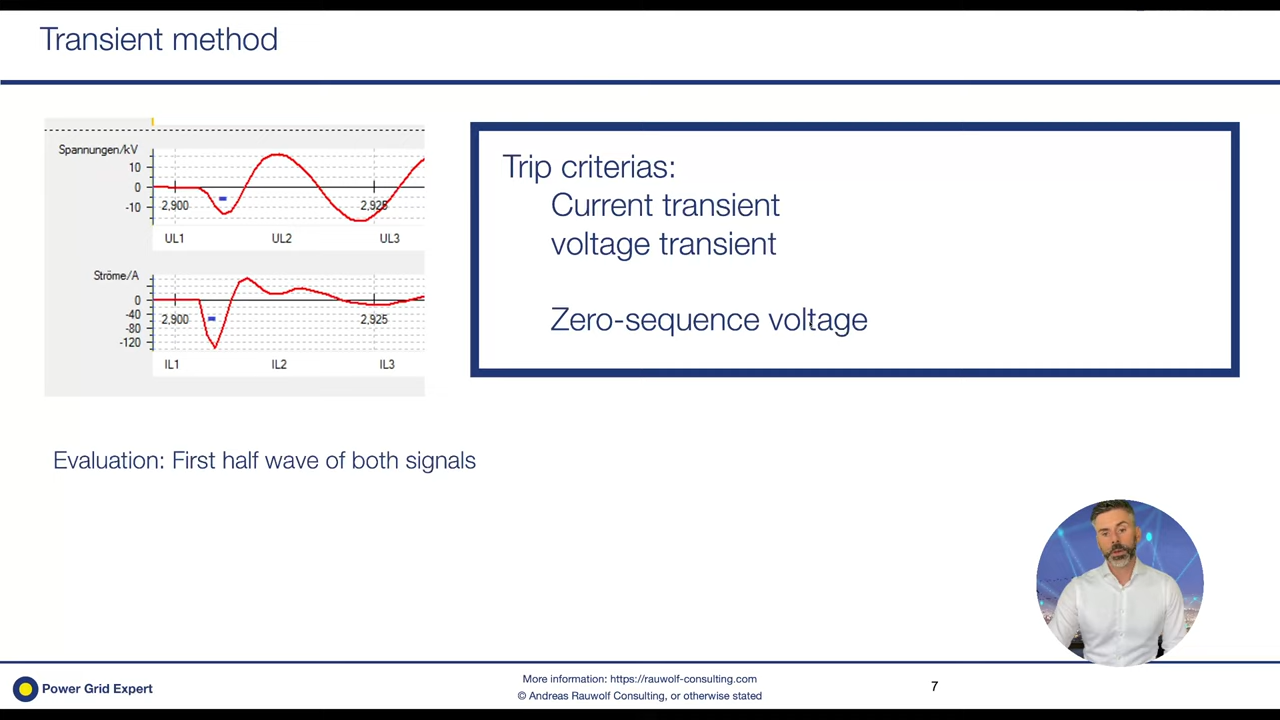 Transient method
Spannungen/kV
10
0
-10
2,900
2,925
UL1 UL2 UL3
Ströme/A
0
-40
-80
-120
2,900
2,925
IL1 IL2 IL3
Trip criterias:
Current transient
voltage transient
Zero-sequence voltage
Evaluation: First half wave of both signals
Power Grid Expert
More information: https://rauwolf-consulting.com
© Andreas Rauwolf Consulting, or otherwise stated
7